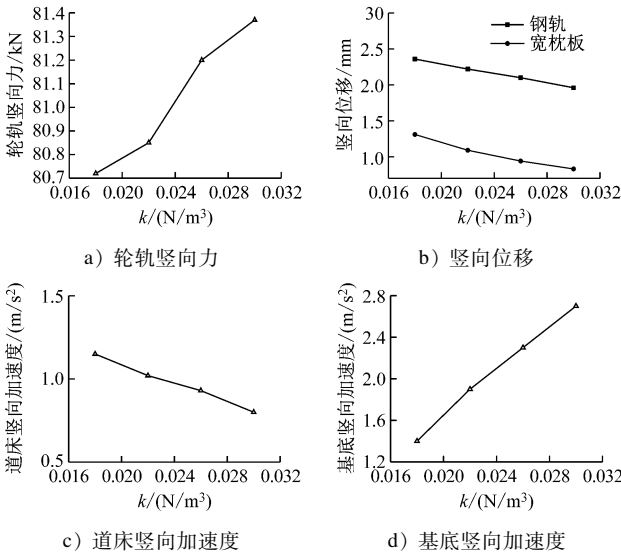 81.4
81.3
81.2
81.1
81.0
80.9
80.8
80.7
轮轨竖向力/kN
0.016 0.020 0.024 0.028 0.032
k/(N/m³)
a）轮轨竖向力
30
2.5
2.0
1.5
1.0
竖向位移/mm
钢轨
宽枕板
0.016 0.020 0.024 0.028 0.032
k/(N/m³)
b）竖向位移
1.5
1.0
0.5
道床竖向加速度/(m/s²)
0.016 0.020 0.024 0.028 0.032
k/(N/m³)
c）道床竖向加速度
2.8
2.4
2.0
1.6
1.2
基底竖向加速度/(m/s²)
0.016 0.020 0.024 0.028 0.032
k/(N/m³)
d）基底竖向加速度